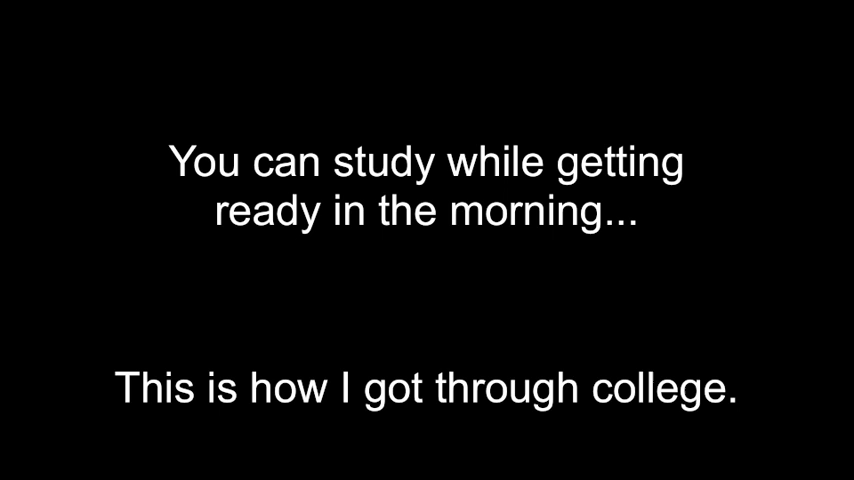 You can study while getting
ready in the morning...
This is how I got through college.